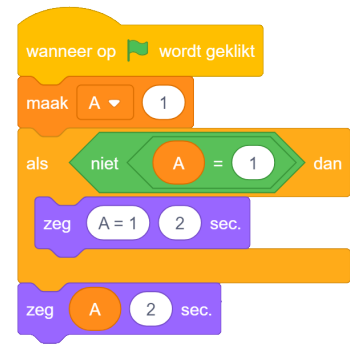 wanneer op wordt geklikt
maak A 1
als niet A = 1 dan
zeg A = 1 2 sec.
zeg A 2 sec.